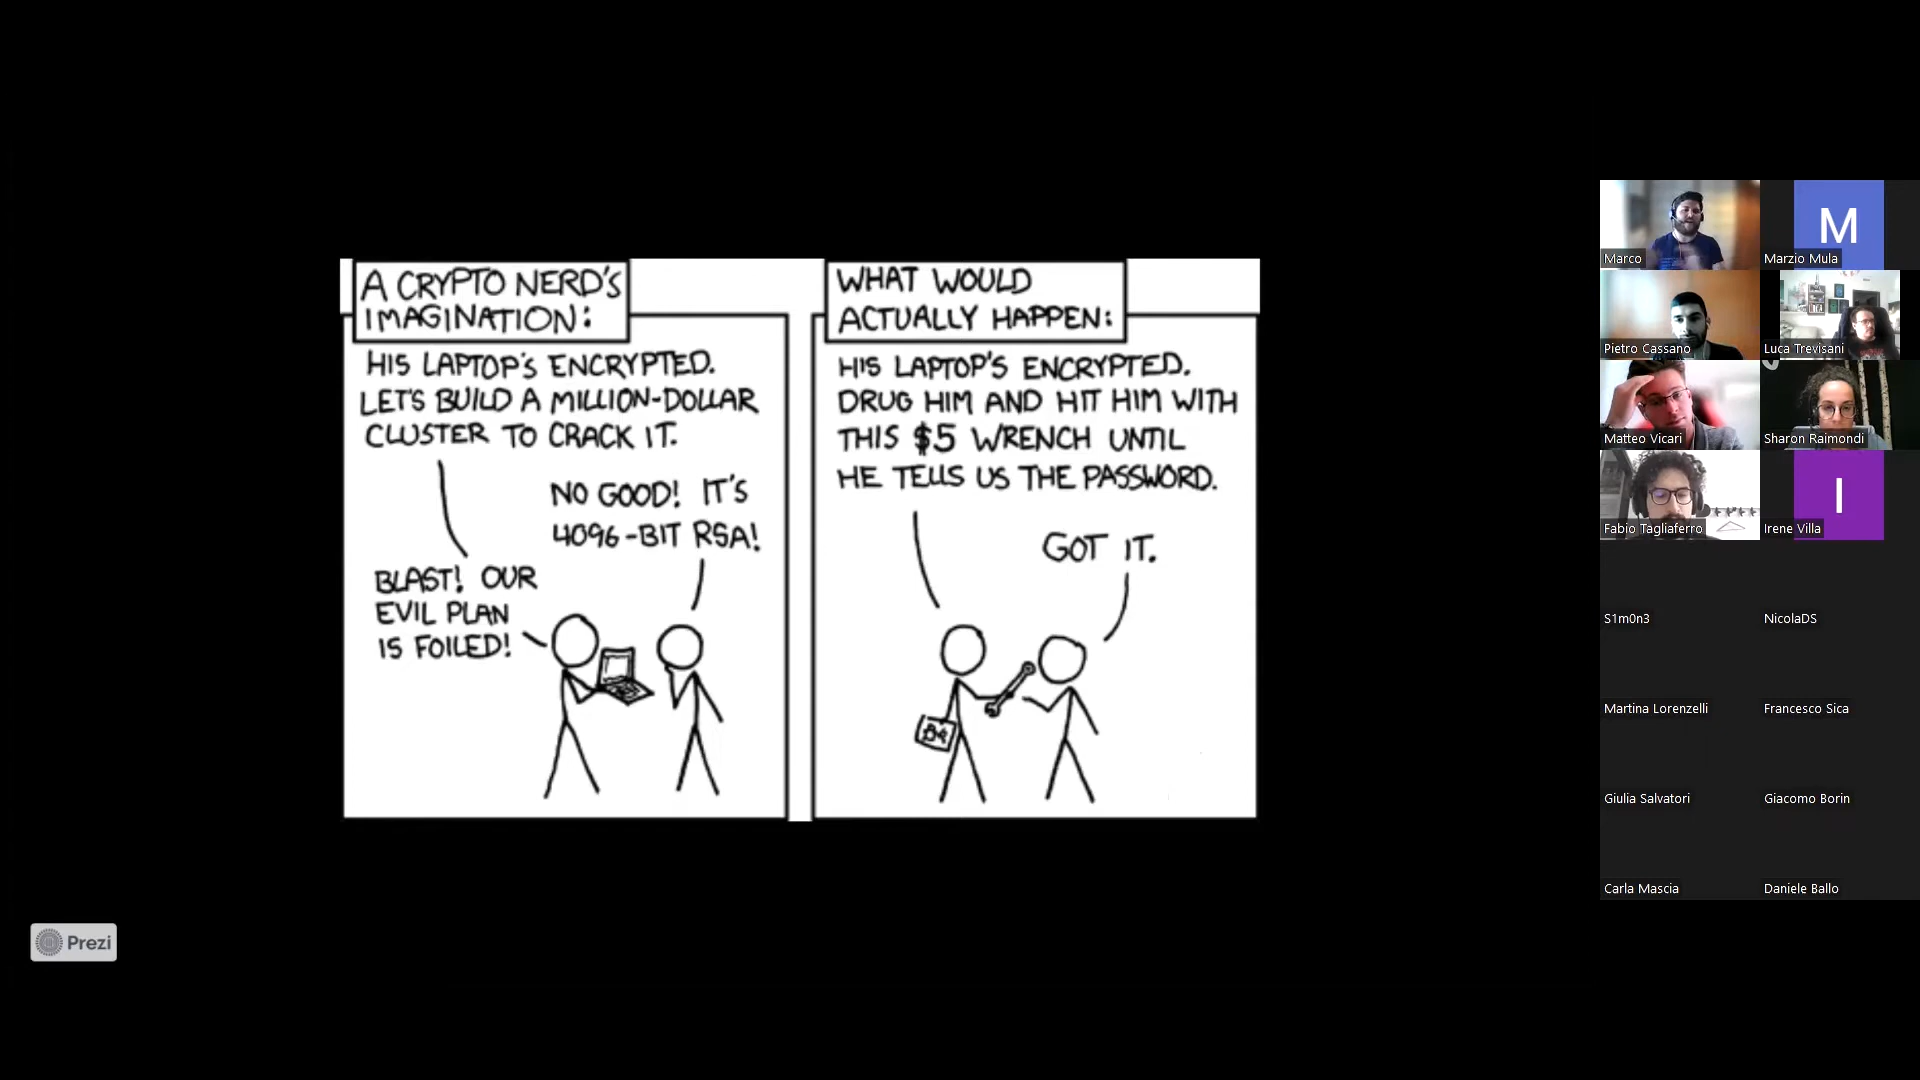 A CRYPTO NERD'S
IMAGINATION:
HIS LAPTOP'S ENCRYPTED.
LET'S BUILD A MILLION-DOLLAR
CLUSTER TO CRACK IT.
NO GOOD! IT'S
4096-BIT RSA!
BLAST! OUR
EVIL PLAN
IS FOILED!
WHAT WOULD
ACTUALLY HAPPEN:
HIS LAPTOP'S ENCRYPTED.
DRUG HIM AND HIT HIM WITH
THIS $5 WRENCH UNTIL
HE TELLS US THE PASSWORD.
GOT IT.
Prezi
Marco
M
Marzio Mula
Pietro Cassano
Luca Trevisani
Matteo Vicari
Sharon Raimondi
Fabio Tagliaferro
I
Irene Villa
S1m0n3
NicolaDS
Martina Lorenzelli
Francesco Sica
Giulia Salvatori
Giacomo Borin
Carla Mascia
Daniele Ballo